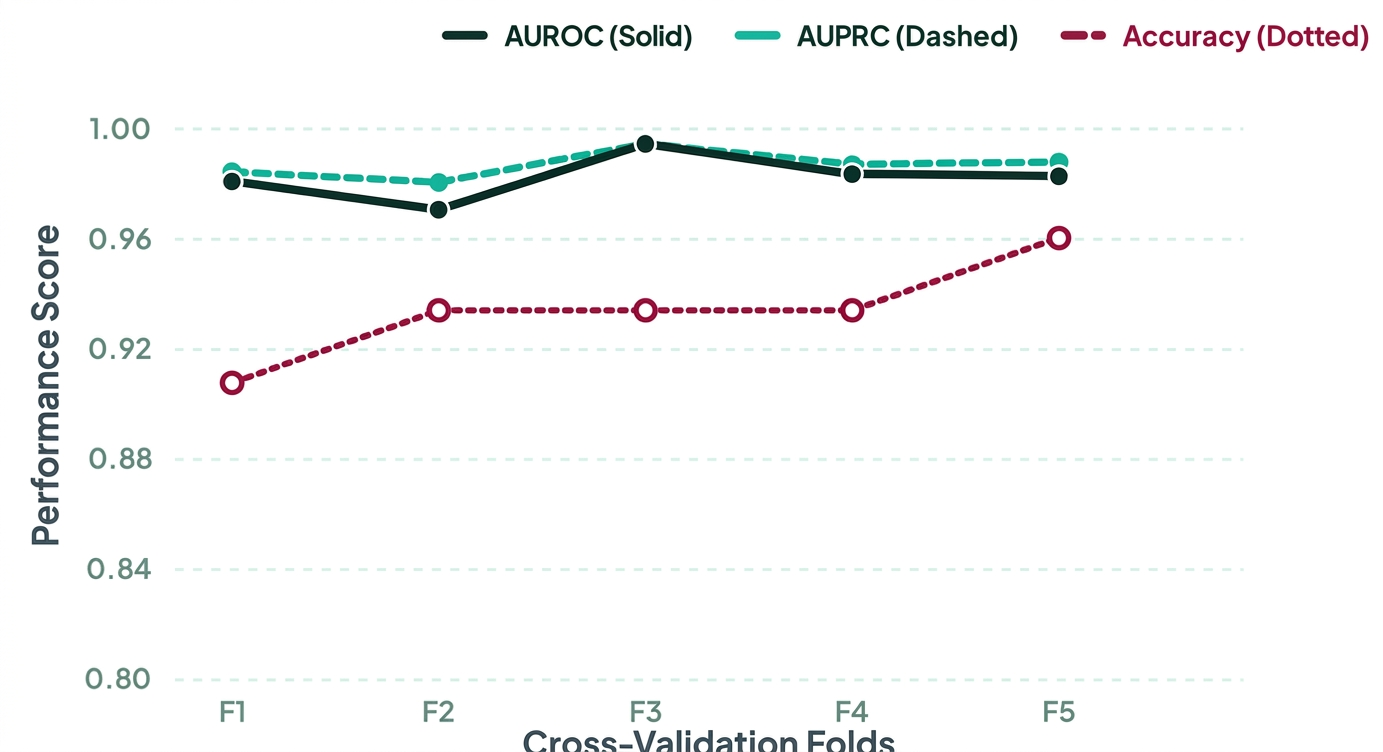 AUROC (Solid) AUPRC (Dashed) Accuracy (Dotted)
Performance Score
1.00
0.96
0.92
0.88
0.84
0.80
F1 F2 F3 F4 F5
Cross-Validation Folds